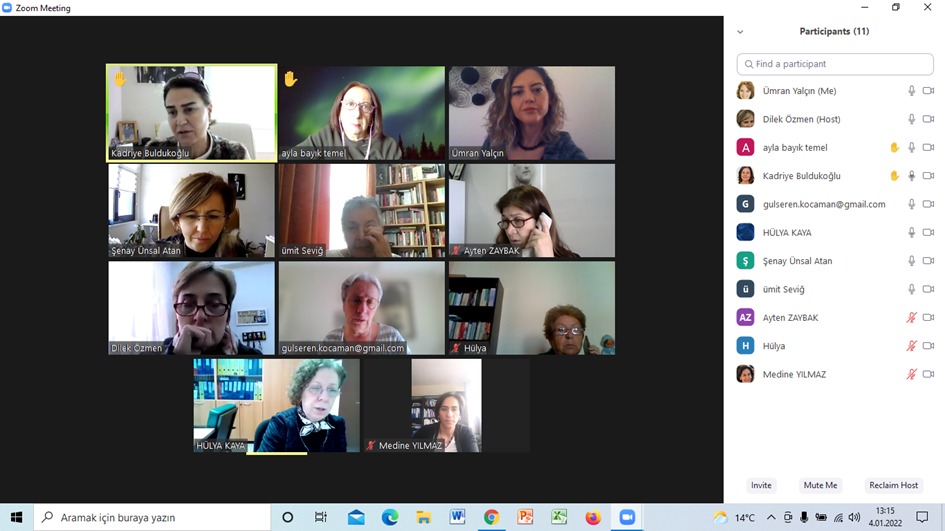 Zoom Meeting
Kadriye Buldukoğlu
ayla bayık temel
Ümran Yalçın
Şenay Ünsal Atan
ümit Seviğ
Ayten ZAYBAK
Dilek Özmen
gulseren.kocaman@gmail.com
Hülya
HÜLYA KAYA
Medine YILMAZ
Participants (11)
Find a participant
Ümran Yalçın (Me)
Dilek Özmen (Host)
A ayla bayık temel
Kadriye Buldukoğlu
G gulseren.kocaman@gmail.com
HÜLYA KAYA
Ş Şenay Ünsal Atan
ü ümit Seviğ
AZ Ayten ZAYBAK
H Hülya
Medine YILMAZ
Invite Mute Me Reclaim Host
Aramak için buraya yazın
14°C
13:15
4.01.2022